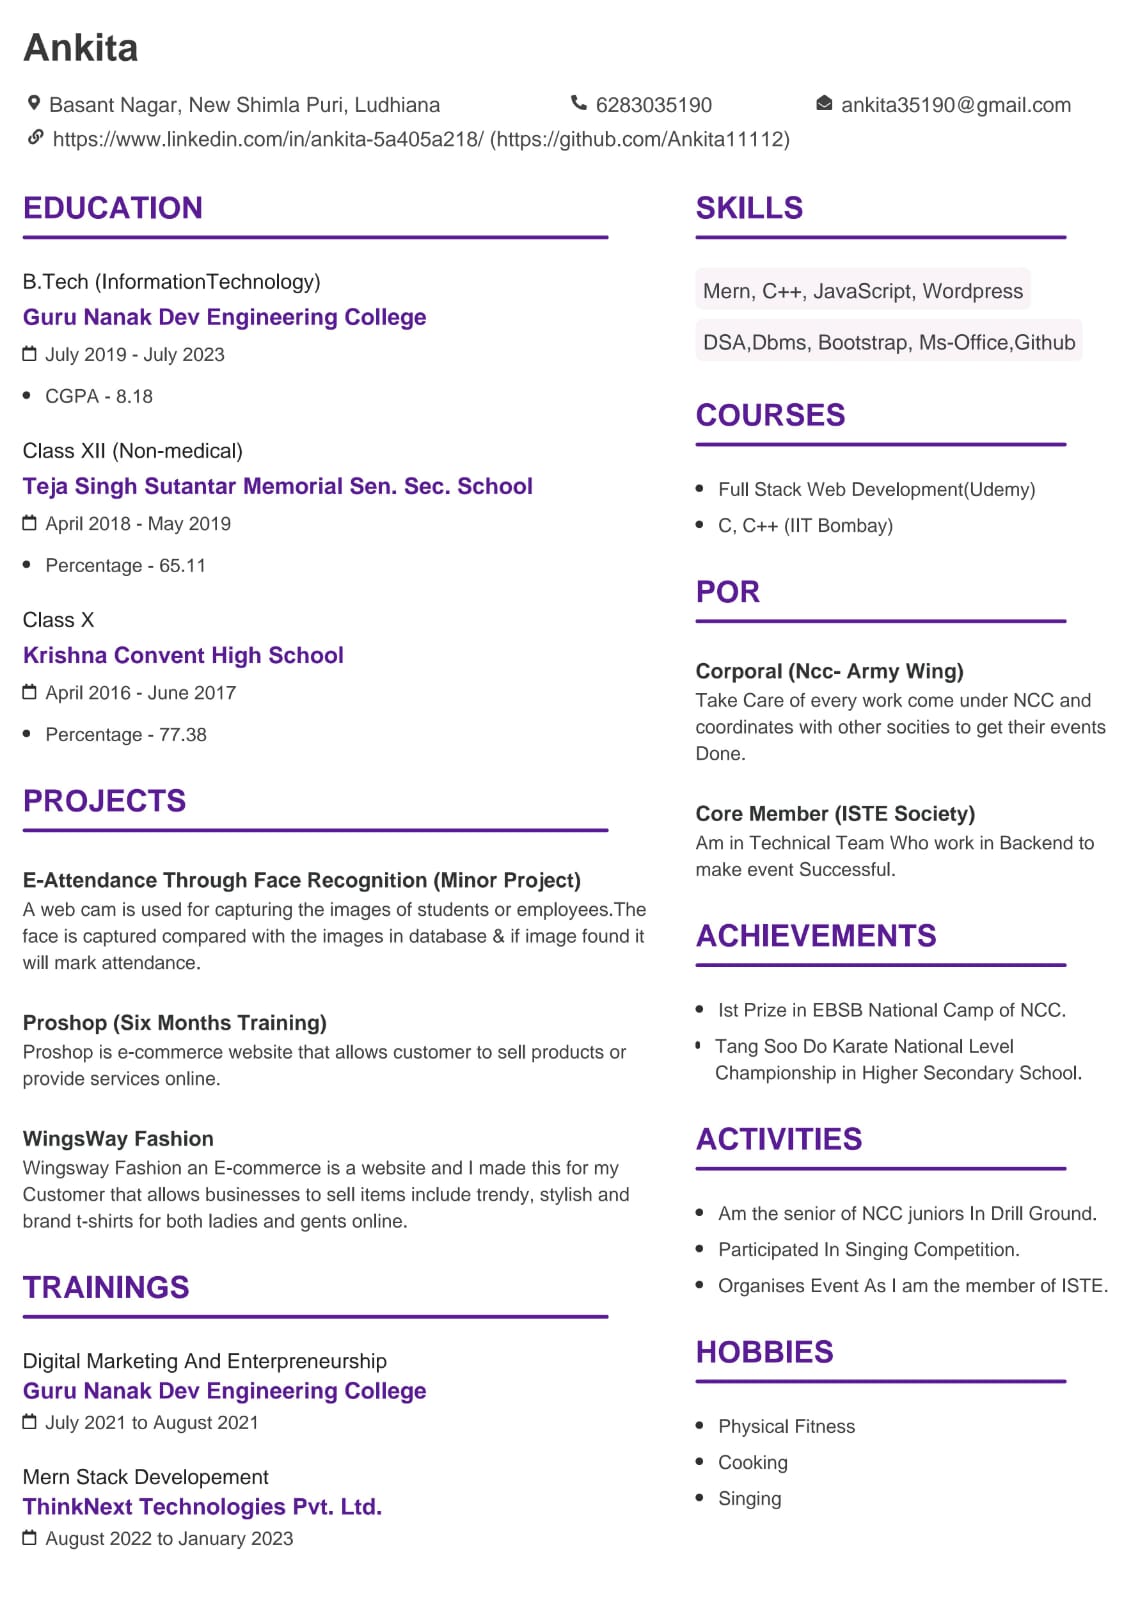 Ankita
Basant Nagar, New Shimla Puri, Ludhiana
6283035190
ankita35190@gmail.com
https://www.linkedin.com/in/ankita-5a405a218/ (https://github.com/Ankita11112)
EDUCATION
B.Tech (InformationTechnology)
Guru Nanak Dev Engineering College
July 2019 - July 2023
• CGPA - 8.18
Class XII (Non-medical)
Teja Singh Sutantar Memorial Sen. Sec. School
April 2018 - May 2019
• Percentage - 65.11
Class X
Krishna Convent High School
April 2016 - June 2017
• Percentage - 77.38
PROJECTS
E-Attendance Through Face Recognition (Minor Project)
A web cam is used for capturing the images of students or employees.The
face is captured compared with the images in database & if image found it
will mark attendance.
Proshop (Six Months Training)
Proshop is e-commerce website that allows customer to sell products or
provide services online.
WingsWay Fashion
Wingsway Fashion an E-commerce is a website and I made this for my
Customer that allows businesses to sell items include trendy, stylish and
brand t-shirts for both ladies and gents online.
TRAININGS
Digital Marketing And Enterpreneurship
Guru Nanak Dev Engineering College
July 2021 to August 2021
Mern Stack Developement
ThinkNext Technologies Pvt. Ltd.
August 2022 to January 2023
SKILLS
Mern, C++, JavaScript, Wordpress
DSA,Dbms, Bootstrap, Ms-Office,Github
COURSES
• Full Stack Web Development(Udemy)
• C, C++ (IIT Bombay)
POR
Corporal (Ncc- Army Wing)
Take Care of every work come under NCC and
coordinates with other socities to get their events
Done.
Core Member (ISTE Society)
Am in Technical Team Who work in Backend to
make event Successful.
ACHIEVEMENTS
• Ist Prize in EBSB National Camp of NCC.
• Tang Soo Do Karate National Level
Championship in Higher Secondary School.
ACTIVITIES
• Am the senior of NCC juniors In Drill Ground.
• Participated In Singing Competition.
• Organises Event As I am the member of ISTE.
HOBBIES
• Physical Fitness
• Cooking
• Singing